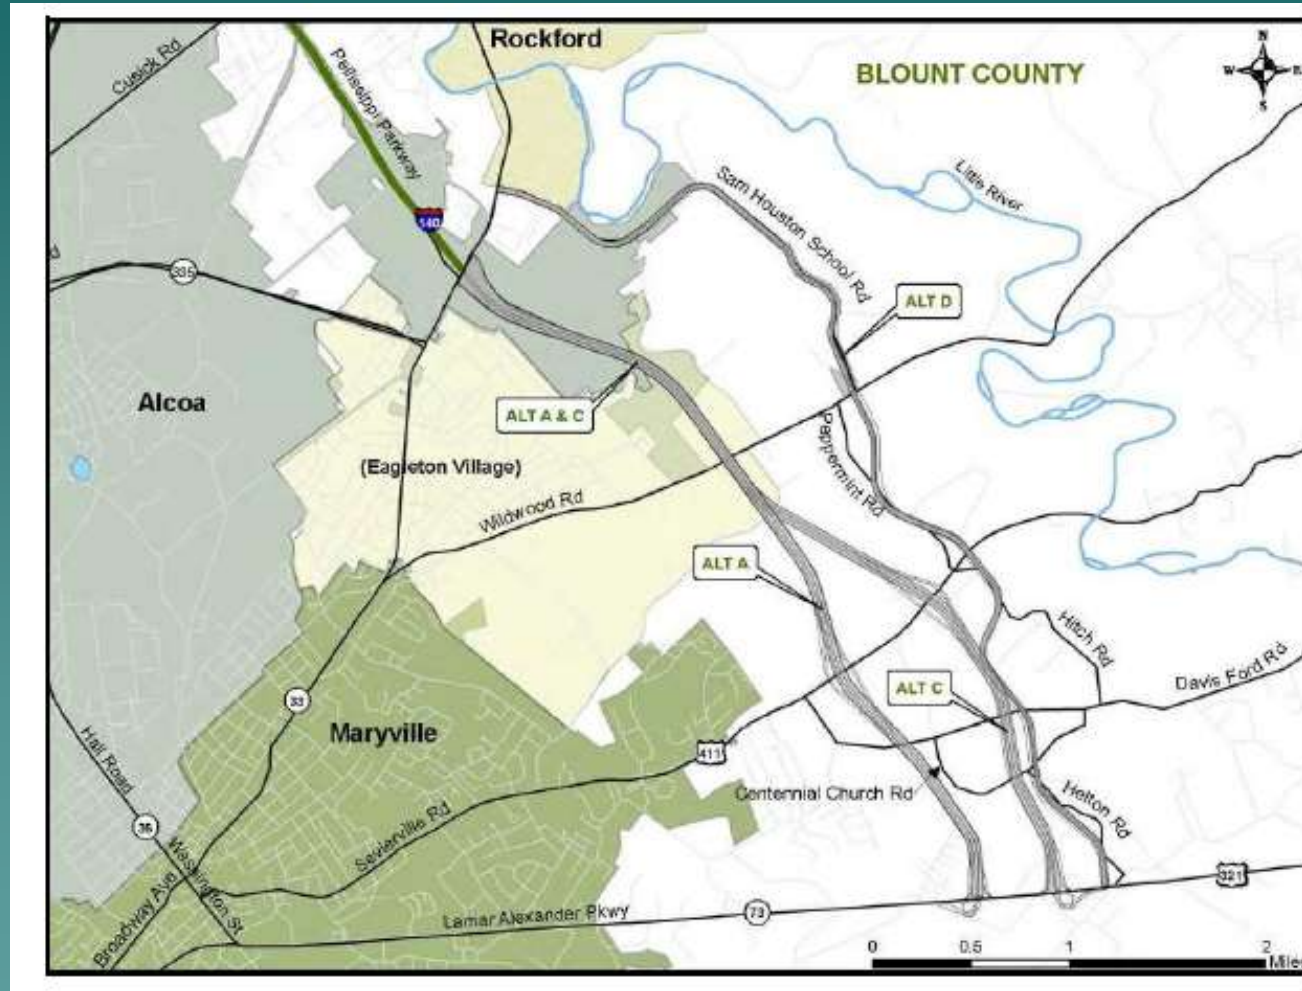 Rockford
BLOUNT COUNTY
N
W
E
S
Cusick Rd
Pellissippi Parkway
140
Little River
Sam Houston School Rd
335
ALT D
Alcoa
ALT A & C
(Eagleton Village)
Peppermint Rd
Wildwood Rd
ALT A
Hitch Rd
Davis Ford Rd
ALT C
33
Maryville
411
Hall Road
Centennial Church Rd
Helton Rd
36
Sevierville Rd
Washington St
321
Broadway Ave
Lamar Alexander Pkwy
73
0 0.5 1 2
Miles